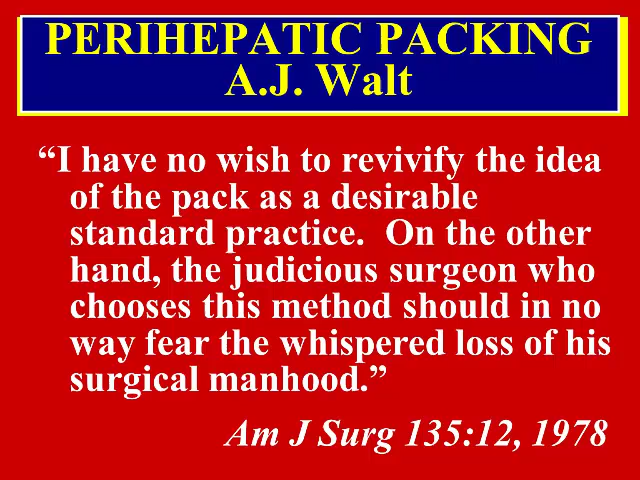 PERIHEPATIC PACKING
A.J. Walt
“I have no wish to revivify the idea
of the pack as a desirable
standard practice.  On the other
hand, the judicious surgeon who
chooses this method should in no
way fear the whispered loss of his
surgical manhood.”
Am J Surg 135:12, 1978